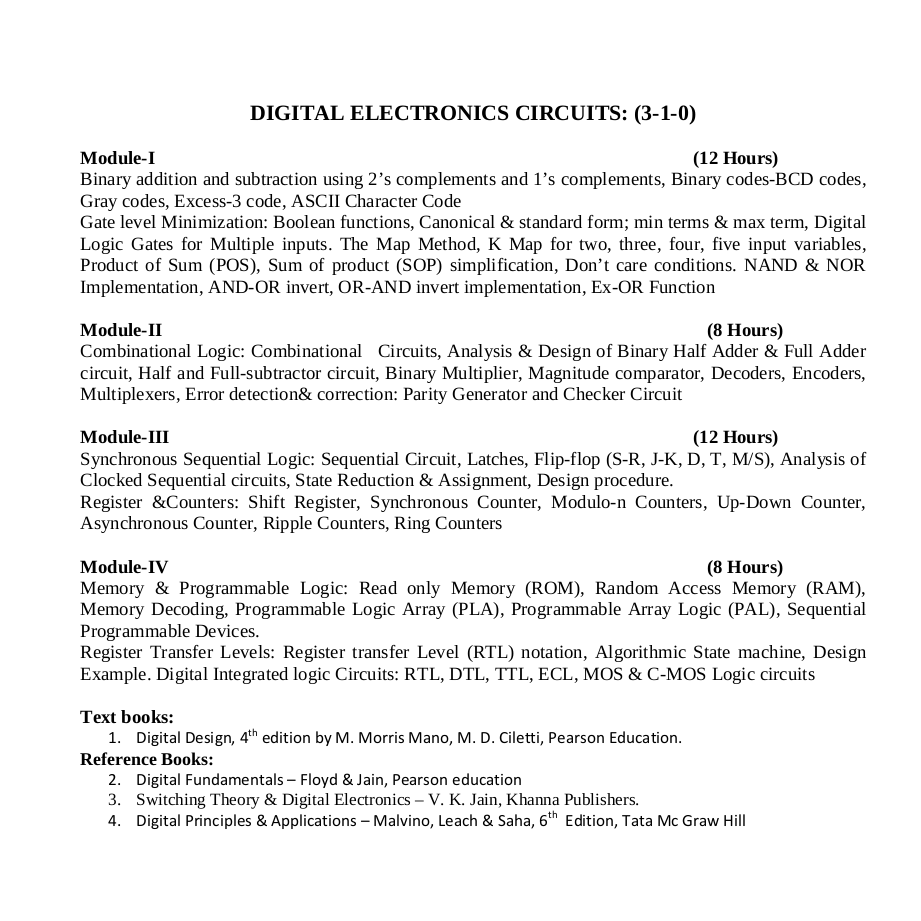 DIGITAL ELECTRONICS CIRCUITS: (3-1-0)
Module-I (12 Hours)
Binary addition and subtraction using 2’s complements and 1’s complements, Binary codes-BCD codes,
Gray codes, Excess-3 code, ASCII Character Code
Gate level Minimization: Boolean functions, Canonical & standard form; min terms & max term, Digital
Logic Gates for Multiple inputs. The Map Method, K Map for two, three, four, five input variables,
Product of Sum (POS), Sum of product (SOP) simplification, Don’t care conditions. NAND & NOR
Implementation, AND-OR invert, OR-AND invert implementation, Ex-OR Function
Module-II (8 Hours)
Combinational Logic: Combinational Circuits, Analysis & Design of Binary Half Adder & Full Adder
circuit, Half and Full-subtractor circuit, Binary Multiplier, Magnitude comparator, Decoders, Encoders,
Multiplexers, Error detection& correction: Parity Generator and Checker Circuit
Module-III (12 Hours)
Synchronous Sequential Logic: Sequential Circuit, Latches, Flip-flop (S-R, J-K, D, T, M/S), Analysis of
Clocked Sequential circuits, State Reduction & Assignment, Design procedure.
Register &Counters: Shift Register, Synchronous Counter, Modulo-n Counters, Up-Down Counter,
Asynchronous Counter, Ripple Counters, Ring Counters
Module-IV (8 Hours)
Memory & Programmable Logic: Read only Memory (ROM), Random Access Memory (RAM),
Memory Decoding, Programmable Logic Array (PLA), Programmable Array Logic (PAL), Sequential
Programmable Devices.
Register Transfer Levels: Register transfer Level (RTL) notation, Algorithmic State machine, Design
Example. Digital Integrated logic Circuits: RTL, DTL, TTL, ECL, MOS & C-MOS Logic circuits
Text books:
1. Digital Design, 4th edition by M. Morris Mano, M. D. Ciletti, Pearson Education.
Reference Books:
2. Digital Fundamentals – Floyd & Jain, Pearson education
3. Switching Theory & Digital Electronics – V. K. Jain, Khanna Publishers.
4. Digital Principles & Applications – Malvino, Leach & Saha, 6th Edition, Tata Mc Graw Hill